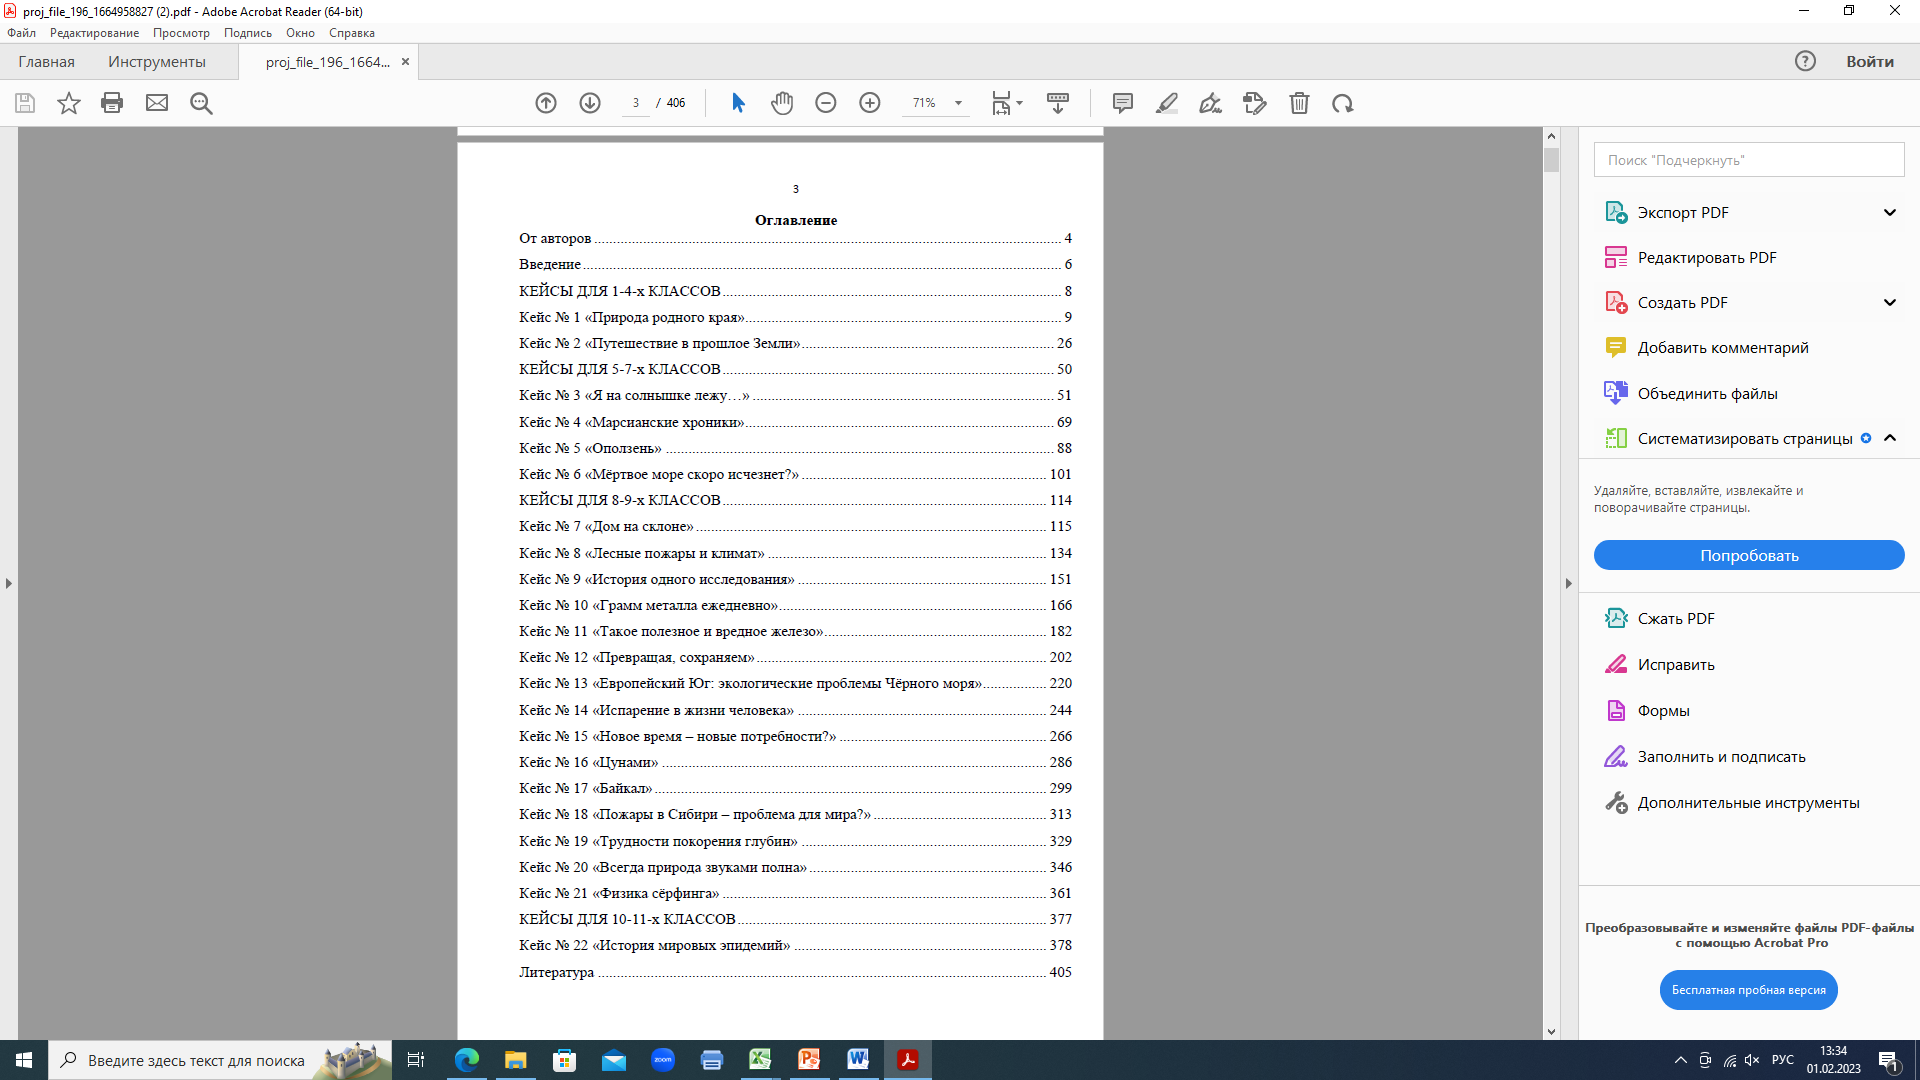 proj_file_196_1664958827 (2).pdf - Adobe Acrobat Reader (64-bit)
Файл Редактирование Просмотр Подпись Окно Справка
Главная Инструменты proj_file_196_1664... × Войти
3 / 406 71%
3
Оглавление
От авторов 4
Введение 6
КЕЙСЫ ДЛЯ 1-4-х КЛАССОВ 8
Кейс № 1 «Природа родного края» 9
Кейс № 2 «Путешествие в прошлое Земли» 26
КЕЙСЫ ДЛЯ 5-7-х КЛАССОВ 50
Кейс № 3 «Я на солнышке лежу…» 51
Кейс № 4 «Марсианские хроники» 69
Кейс № 5 «Оползень» 88
Кейс № 6 «Мёртвое море скоро исчезнет?» 101
КЕЙСЫ ДЛЯ 8-9-х КЛАССОВ 114
Кейс № 7 «Дом на склоне» 115
Кейс № 8 «Лесные пожары и климат» 134
Кейс № 9 «История одного исследования» 151
Кейс № 10 «Грамм металла ежедневно» 166
Кейс № 11 «Такое полезное и вредное железо» 182
Кейс № 12 «Превращая, сохраняем» 202
Кейс № 13 «Европейский Юг: экологические проблемы Чёрного моря» 220
Кейс № 14 «Испарение в жизни человека» 244
Кейс № 15 «Новое время – новые потребности?» 266
Кейс № 16 «Цунами» 286
Кейс № 17 «Байкал» 299
Кейс № 18 «Пожары в Сибири – проблема для мира?» 313
Кейс № 19 «Трудности покорения глубин» 329
Кейс № 20 «Всегда природа звуками полна» 346
Кейс № 21 «Физика сёрфинга» 361
КЕЙСЫ ДЛЯ 10-11-х КЛАССОВ 377
Кейс № 22 «История мировых эпидемий» 378
Литература 405
Поиск "Подчеркнуть"
Экспорт PDF
Редактировать PDF
Создать PDF
Добавить комментарий
Объединить файлы
Систематизировать страницы
Удаляйте, вставляйте, извлекайте и
поворачивайте страницы.
Попробовать
Сжать PDF
Исправить
Формы
Заполнить и подписать
Дополнительные инструменты
Преобразовывайте и изменяйте файлы PDF-файлы
с помощью Acrobat Pro
Бесплатная пробная версия
Введите здесь текст для поиска
zoom
РУС
13:34
01.02.2023
1